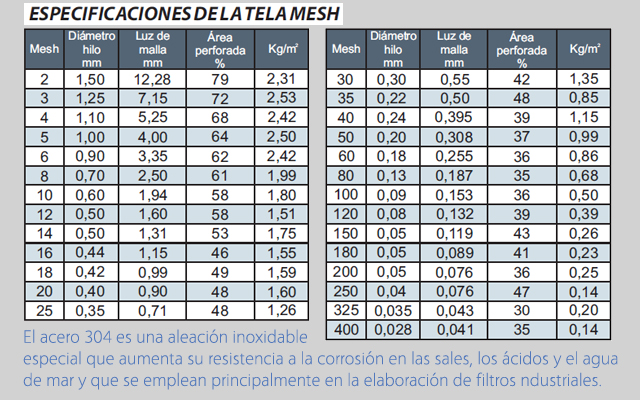 ESPECIFICACIONES DE LA TELA MESH
Mesh Diámetro hilo mm Luz de malla mm Área perforada % Kg/m²
2 1,50 12,28 79 2,31
3 1,25 7,15 72 2,53
4 1,10 5,25 68 2,42
5 1,00 4,00 64 2,50
6 0,90 3,35 62 2,42
8 0,70 2,50 61 1,99
10 0,60 1,94 58 1,80
12 0,50 1,60 58 1,51
14 0,50 1,31 53 1,75
16 0,44 1,15 46 1,55
18 0,42 0,99 49 1,59
20 0,40 0,90 48 1,60
25 0,35 0,71 48 1,26
MESH Diámetro hilo mm Luz de malla mm Área perforada % Kg/m²
30 0,30 0,55 42 1,35
35 0,22 0,50 48 0,85
40 0,24 0,395 39 1,15
50 0,20 0,308 37 0,99
60 0,18 0,255 36 0,86
80 0,13 0,187 35 0,68
100 0,09 0,153 36 0,50
120 0,08 0,132 39 0,39
150 0,05 0,119 43 0,26
180 0,05 0,089 41 0,23
200 0,05 0,076 36 0,25
250 0,04 0,076 47 0,14
325 0,035 0,043 30 0,20
400 0,028 0,041 35 0,14
El acero 304 es una aleación inoxidable
especial que aumenta su resistencia a la corrosión en las sales, los ácidos y el agua
de mar y que se emplean principalmente en la elaboración de filtros ndustriales.